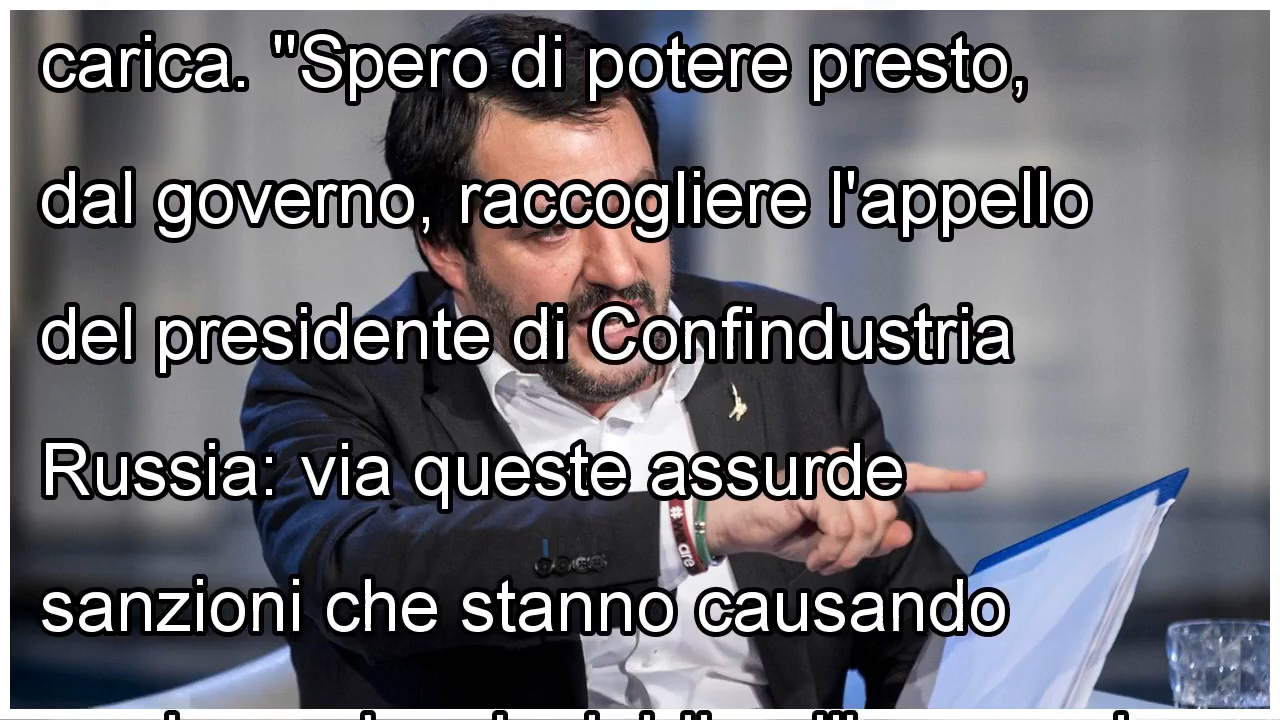 carica. "Spero di potere presto,
dal governo, raccogliere l'appello
del presidente di Confindustria
Russia: via queste assurde
sanzioni che stanno causando